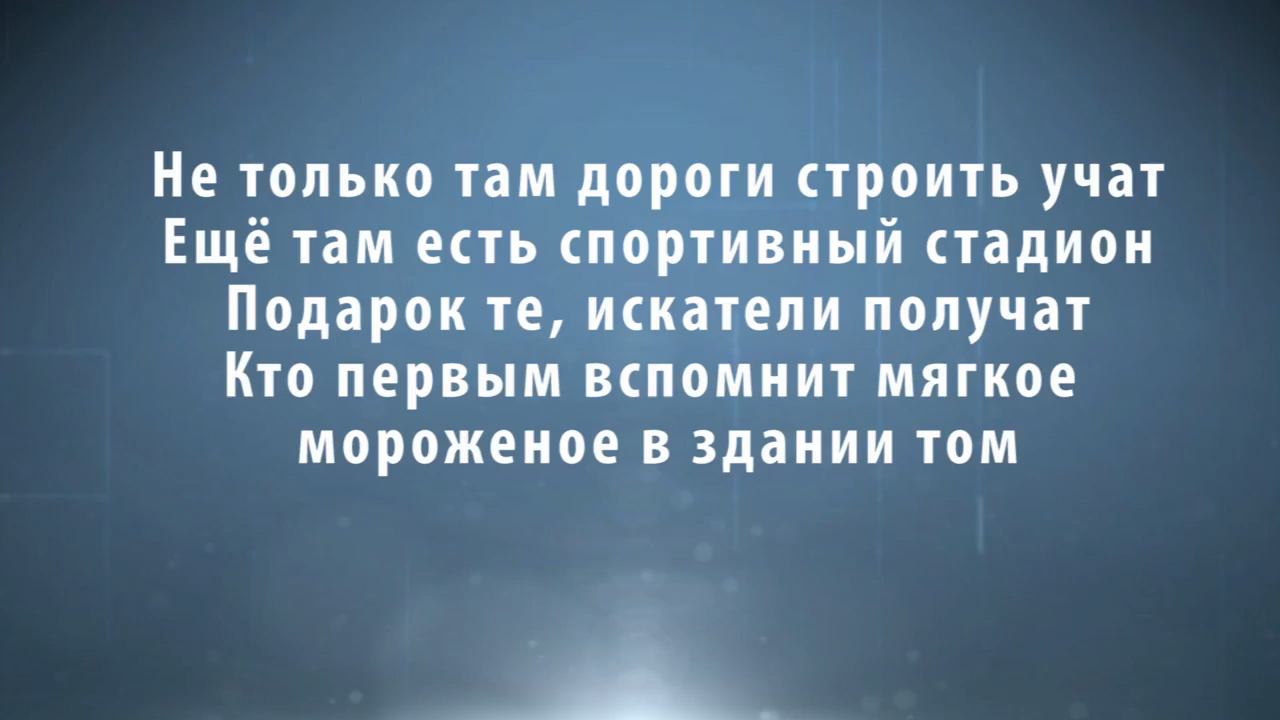 Не только там дороги строить учат
Ещё там есть спортивный стадион
Подарок те, искатели получат
Кто первым вспомнит мягкое
мороженое в здании том